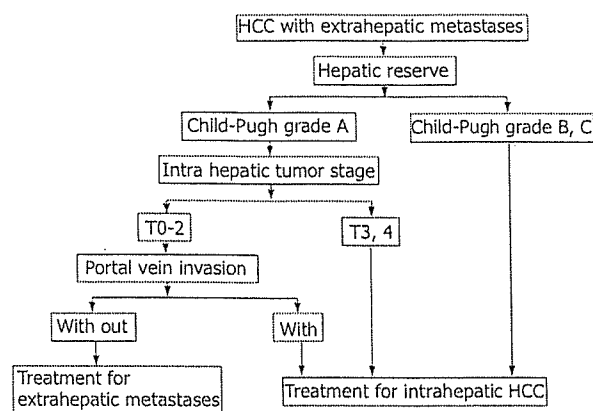 HCC with extrahepatic metastases
Hepatic reserve
Child-Pugh grade A
Child-Pugh grade B, C
Intra hepatic tumor stage
T0-2
T3, 4
Portal vein invasion
With out
With
Treatment for
extrahepatic metastases
Treatment for intrahepatic HCC